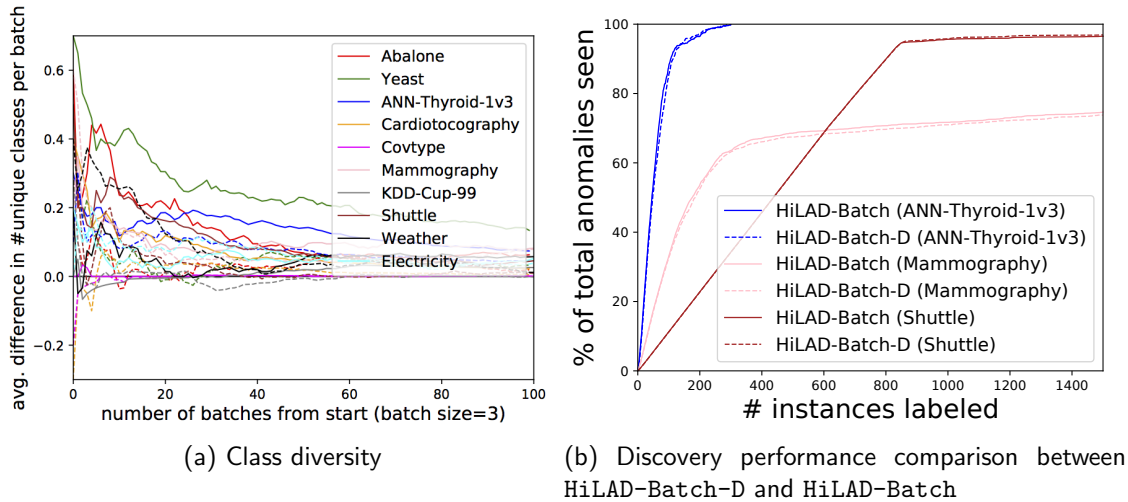 avg. difference in #unique classes per batch
0.6
0.4
0.2
0.0
−0.2
Abalone
Yeast
ANN-Thyroid-1v3
Cardiotocography
Covtype
Mammography
KDD-Cup-99
Shuttle
Weather
Electricity
0 20 40 60 80 100
number of batches from start (batch size=3)
(a) Class diversity
% of total anomalies seen
100
80
60
40
20
0
HiLAD-Batch (ANN-Thyroid-1v3)
HiLAD-Batch-D (ANN-Thyroid-1v3)
HiLAD-Batch (Mammography)
HiLAD-Batch-D (Mammography)
HiLAD-Batch (Shuttle)
HiLAD-Batch-D (Shuttle)
0 200 400 600 800 1000 1200 1400
# instances labeled
(b) Discovery performance comparison between
HiLAD-Batch-D and HiLAD-Batch